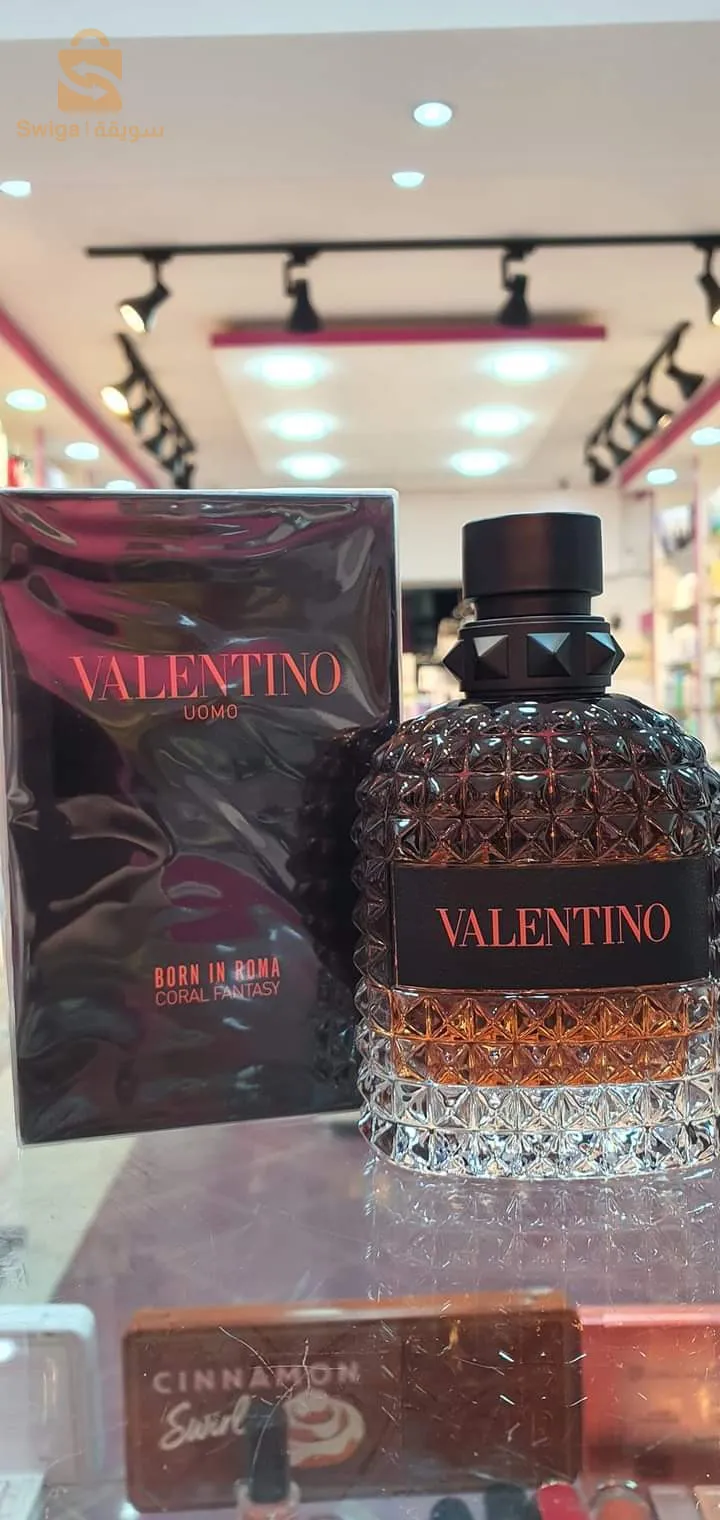 Swiga | سويقة
VALENTINO
UOMO
BORN IN ROMA
CORAL FANTASY
VALENTINO
CINNAMON
Swirl